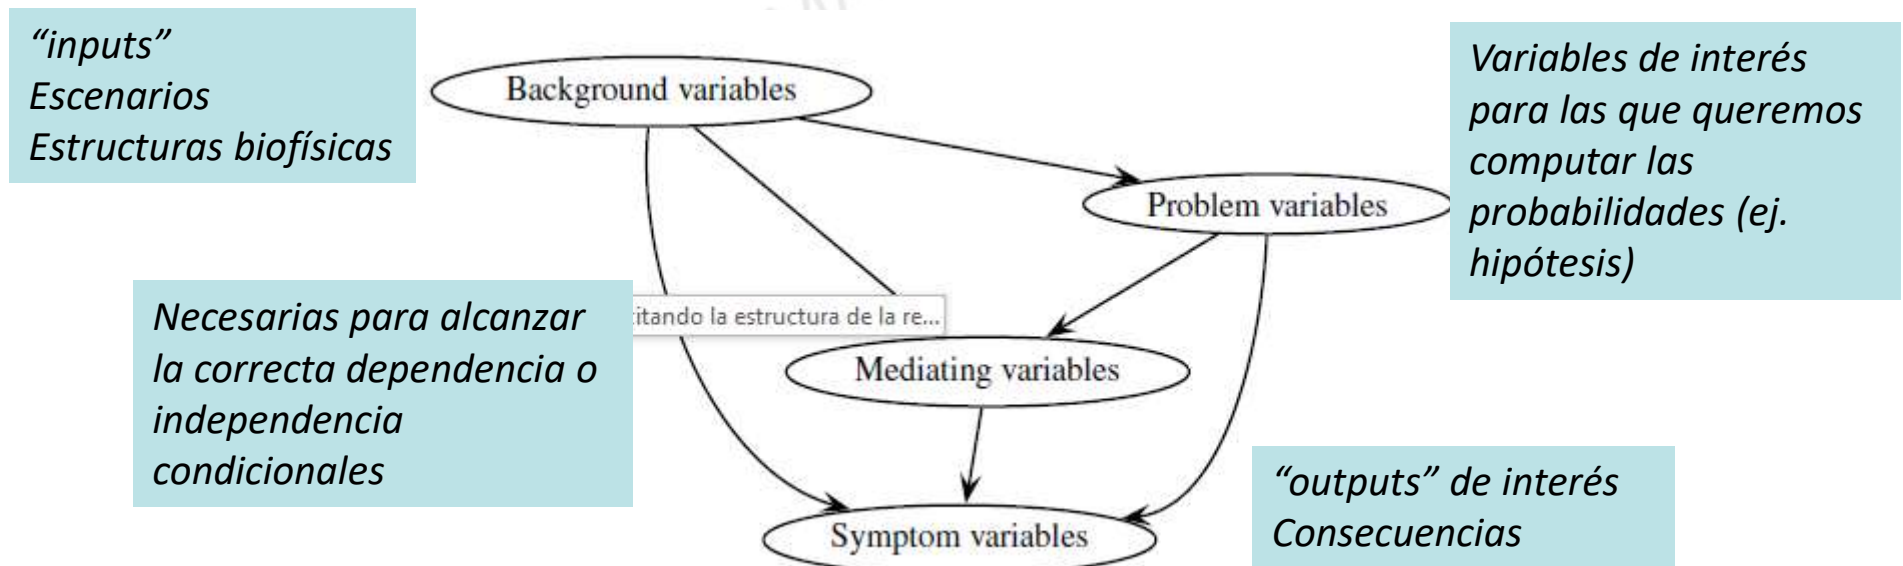 “inputs”
Escenarios
Estructuras biofísicas
Background variables
Variables de interés
para las que queremos
computar las
probabilidades (ej.
hipótesis)
Problem variables
Necesarias para alcanzar
la correcta dependencia o
independencia
condicionales
itando la estructura de la re...
Mediating variables
“outputs” de interés
Consecuencias
Symptom variables